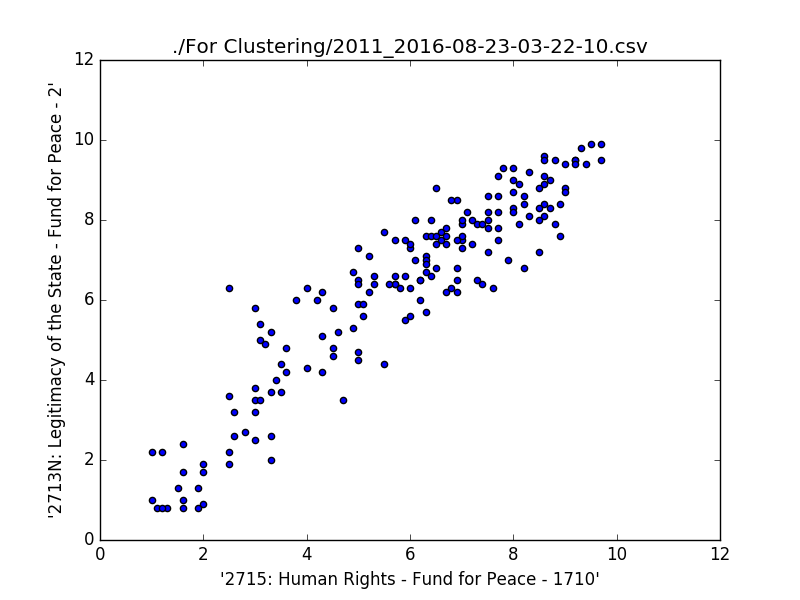 ./For Clustering/2011_2016-08-23-03-22-10.csv
12
10
8
6
4
2
0
'2713N: Legitimacy of the State - Fund for Peace - 2'
0 2 4 6 8 10 12
'2715: Human Rights - Fund for Peace - 1710'